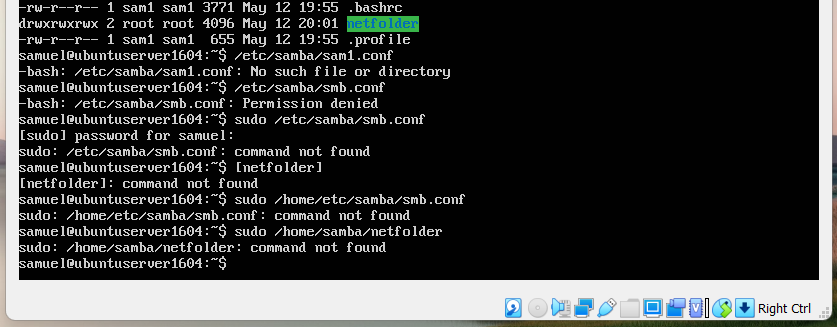 -rw-r--r-- 1 sam1 sam1 3771 May 12 19:55 .bashrc
drwxrwxrwx 2 root root 4096 May 12 20:01 netfolder
-rw-r--r-- 1 sam1 sam1  655 May 12 19:55 .profile
samuel@ubuntuserver1604:~$ /etc/samba/sam1.conf
-bash: /etc/samba/sam1.conf: No such file or directory
samuel@ubuntuserver1604:~$ /etc/samba/smb.conf
-bash: /etc/samba/smb.conf: Permission denied
samuel@ubuntuserver1604:~$ sudo /etc/samba/smb.conf
[sudo] password for samuel:
sudo: /etc/samba/smb.conf: command not found
samuel@ubuntuserver1604:~$ [netfolder]
[netfolder]: command not found
samuel@ubuntuserver1604:~$ sudo /home/etc/samba/smb.conf
sudo: /home/etc/samba/smb.conf: command not found
samuel@ubuntuserver1604:~$ sudo /home/samba/netfolder
sudo: /home/samba/netfolder: command not found
samuel@ubuntuserver1604:~$
Right Ctrl